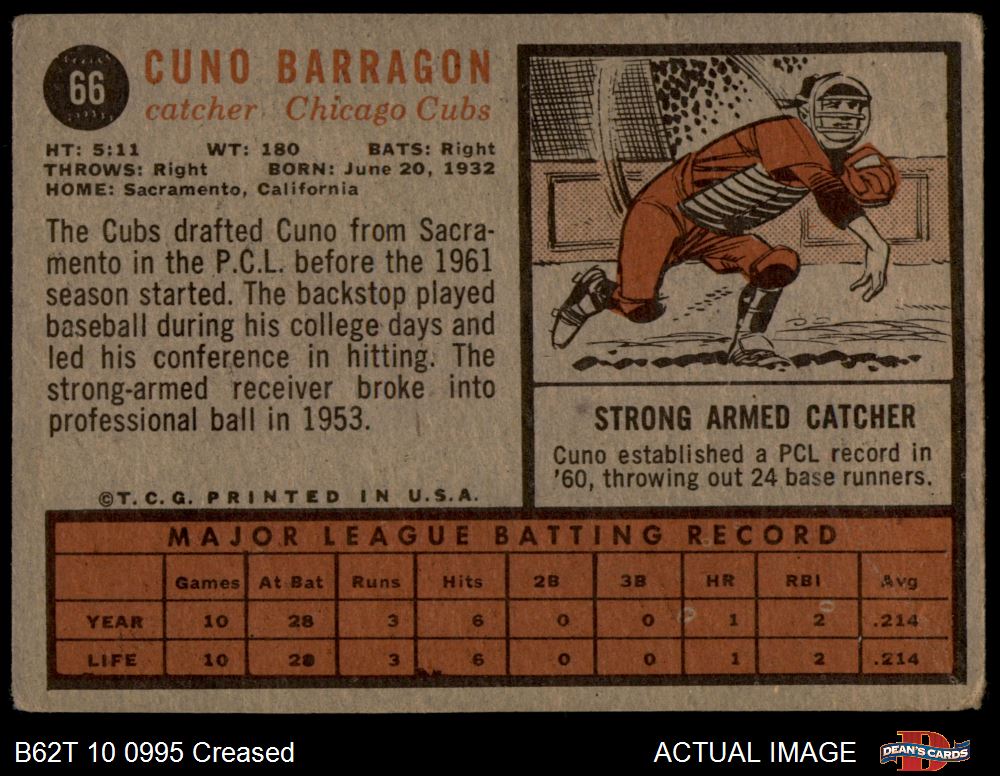 66
CUNO BARRAGON
catcher Chicago Cubs
HT: 5:11 WT: 180 BATS: Right
THROWS: Right BORN: June 20, 1932
HOME: Sacramento, California
The Cubs drafted Cuno from Sacra-
mento in the P.C.L. before the 1961
season started. The backstop played
baseball during his college days and
led his conference in hitting. The
strong-armed receiver broke into
professional ball in 1953.
©T.C.G. PRINTED IN U.S.A.
STRONG ARMED CATCHER
Cuno established a PCL record in
'60, throwing out 24 base runners.
MAJOR LEAGUE BATTING RECORD
Games At Bat Runs Hits 2B 3B HR RBI Avg
YEAR 10 28 3 6 0 0 1 2 .214
LIFE 10 28 3 6 0 0 1 2 .214
B62T 10 0995 Creased
ACTUAL IMAGE
DEAN'S CARDS